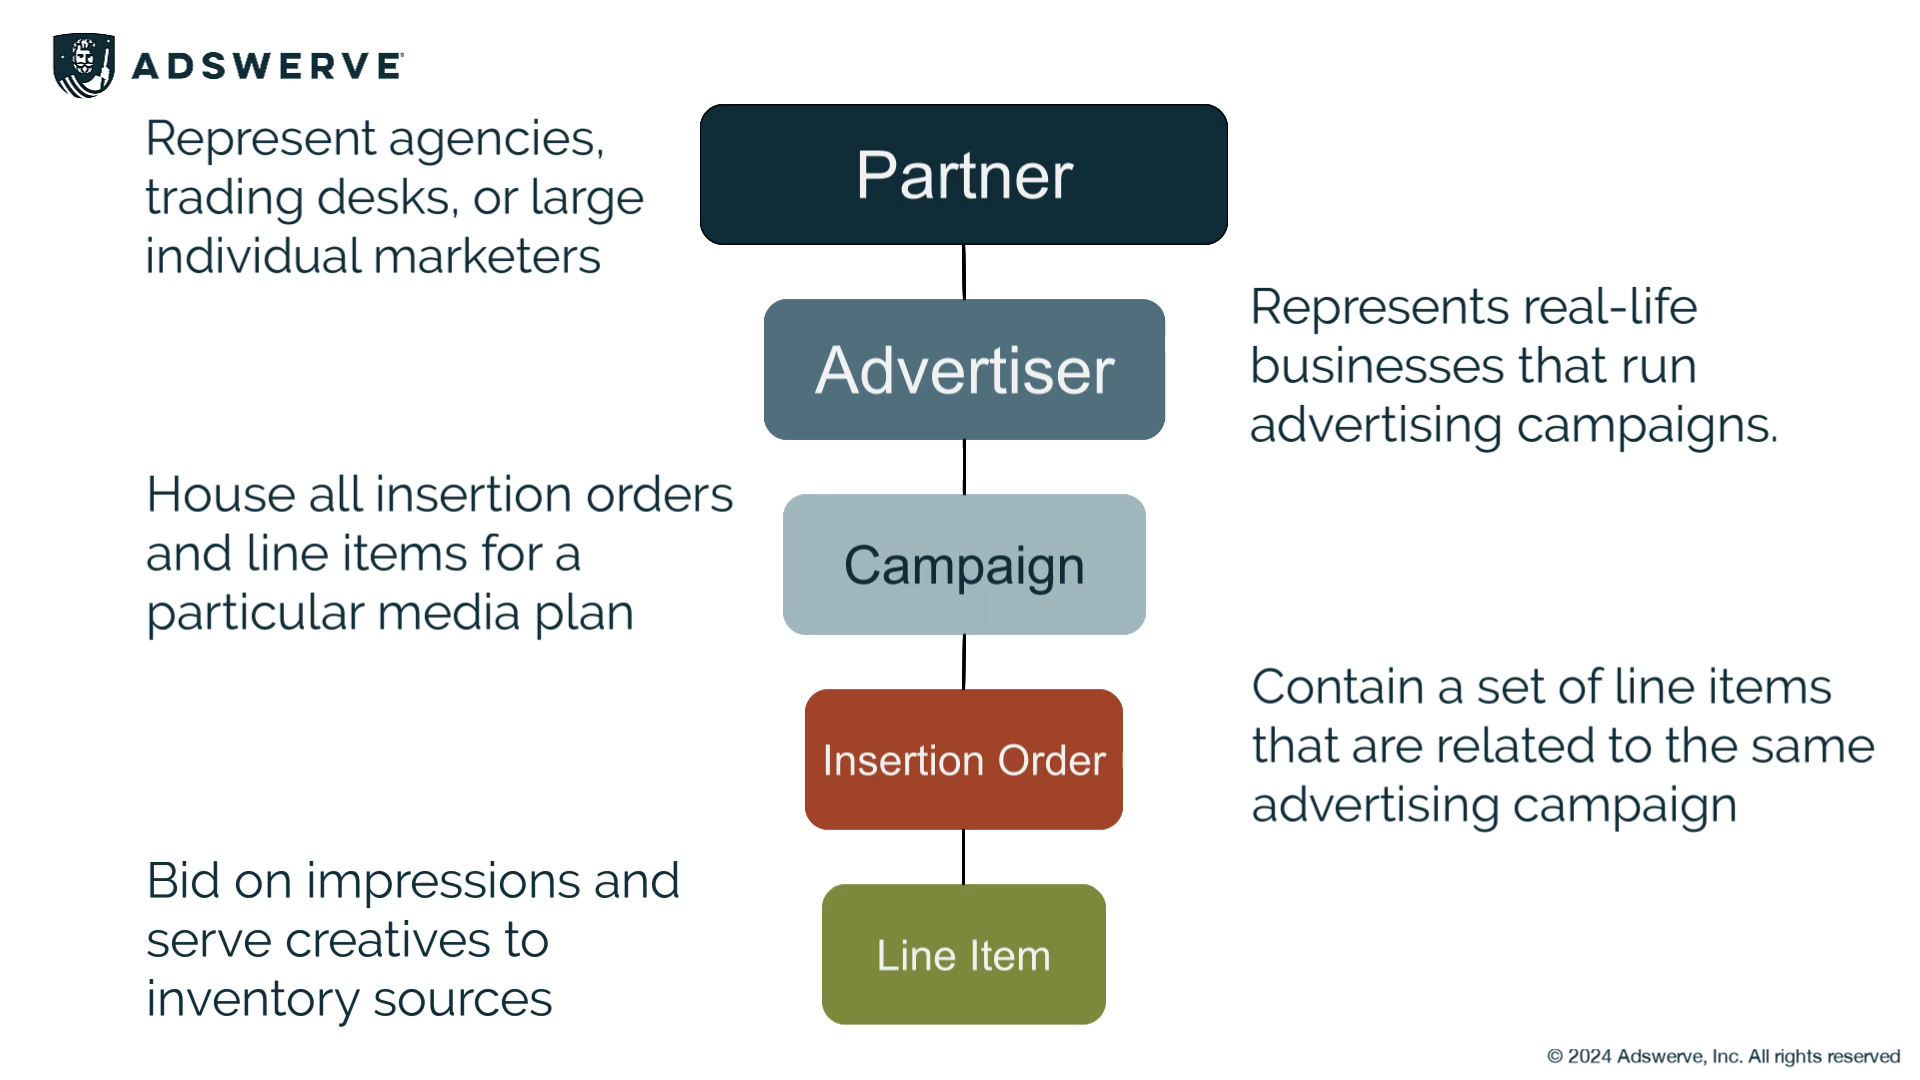 ADSWERVE
Represent agencies,
trading desks, or large
individual marketers
Partner
Advertiser
Represents real-life
businesses that run
advertising campaigns.
House all insertion orders
and line items for a
particular media plan
Campaign
Insertion Order
Contain a set of line items
that are related to the same
advertising campaign
Bid on impressions and
serve creatives to
inventory sources
Line Item
© 2024 Adswerve, Inc. All rights reserved